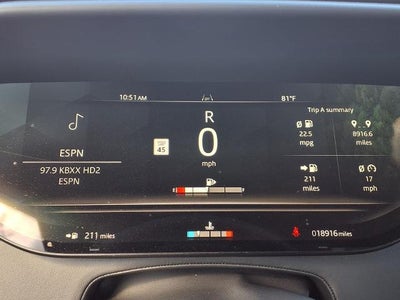 10:51 AM
81°F
R
0
mph
45
ESPN
97.9 KBXX HD2
ESPN
Trip A summary
Ø
22.5
mpg
8916.6
miles
211
miles
Ø
17
mph
211 miles
018916 miles